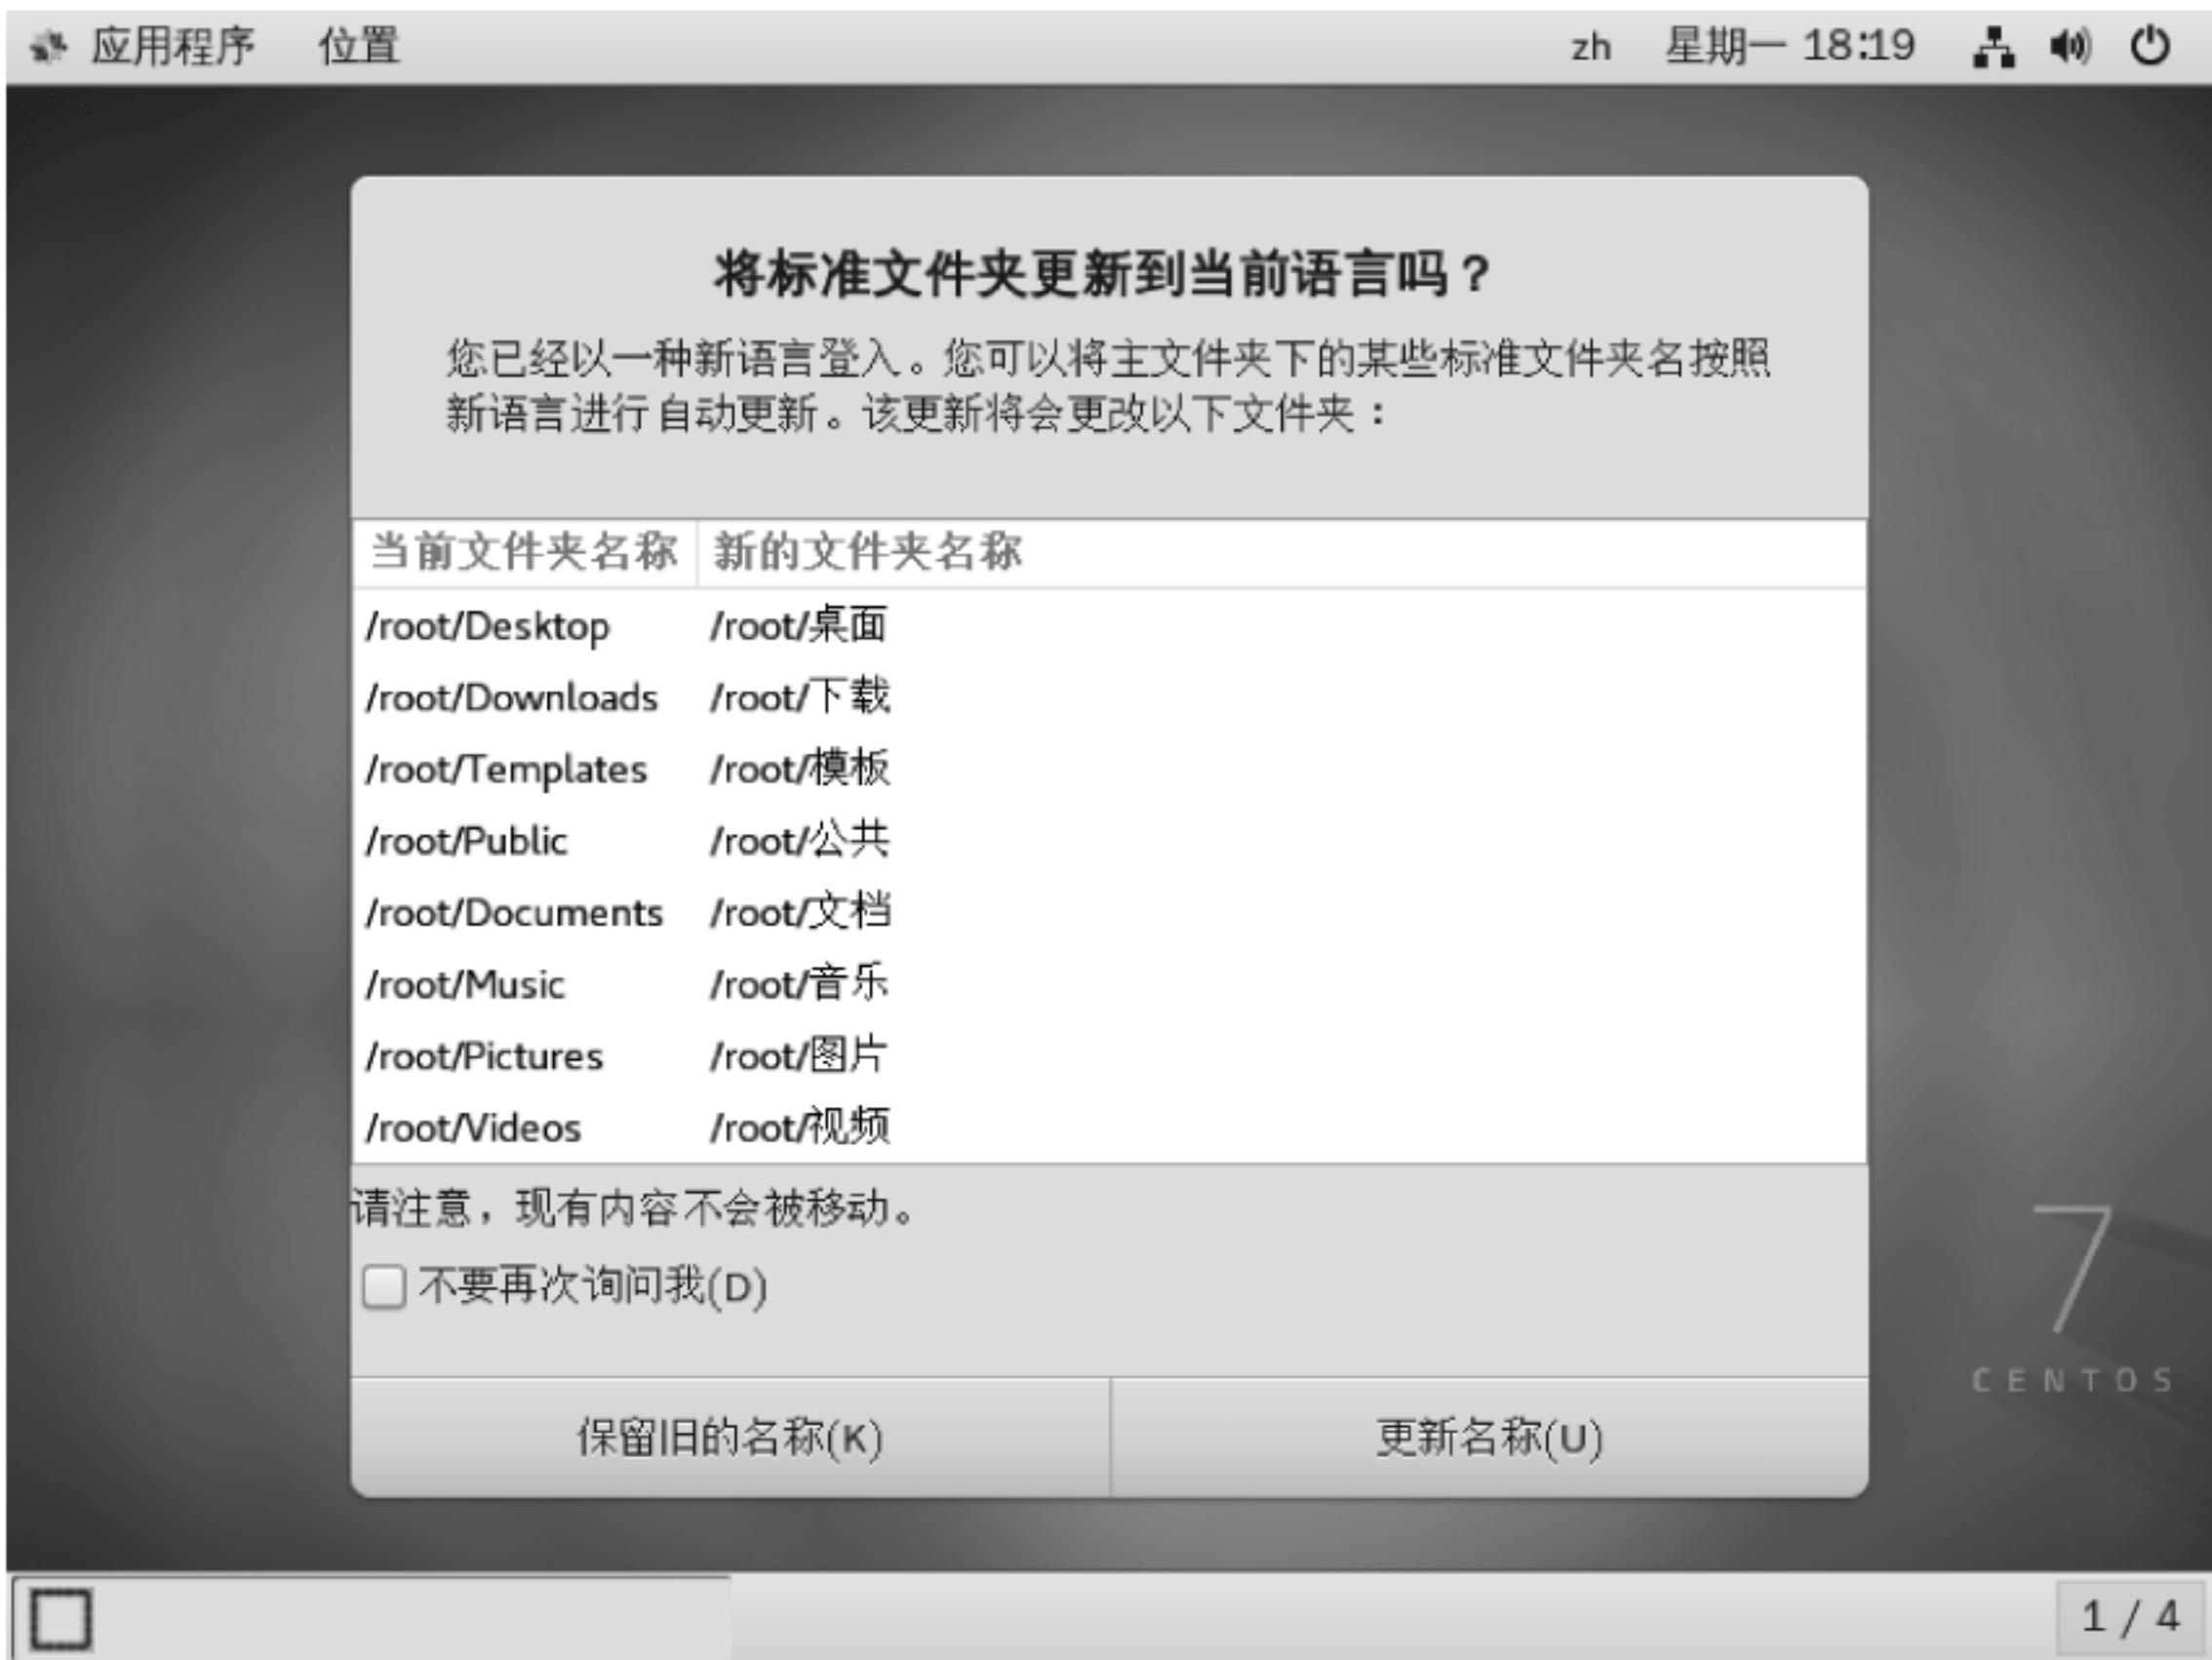 应用程序 位置 zh 星期一 18:19
将标准文件夹更新到当前语言吗？
您已经以一种新语言登入。您可以将主文件夹下的某些标准文件夹名按照
新语言进行自动更新。该更新将会更改以下文件夹：
当前文件夹名称 新的文件夹名称
/root/Desktop /root/桌面
/root/Downloads /root/下载
/root/Templates /root/模板
/root/Public /root/公共
/root/Documents /root/文档
/root/Music /root/音乐
/root/Pictures /root/图片
/root/Videos /root/视频
请注意，现有内容不会被移动。
不要再次询问我(D)
7
CENTOS
保留旧的名称(K) 更新名称(U)
1 / 4